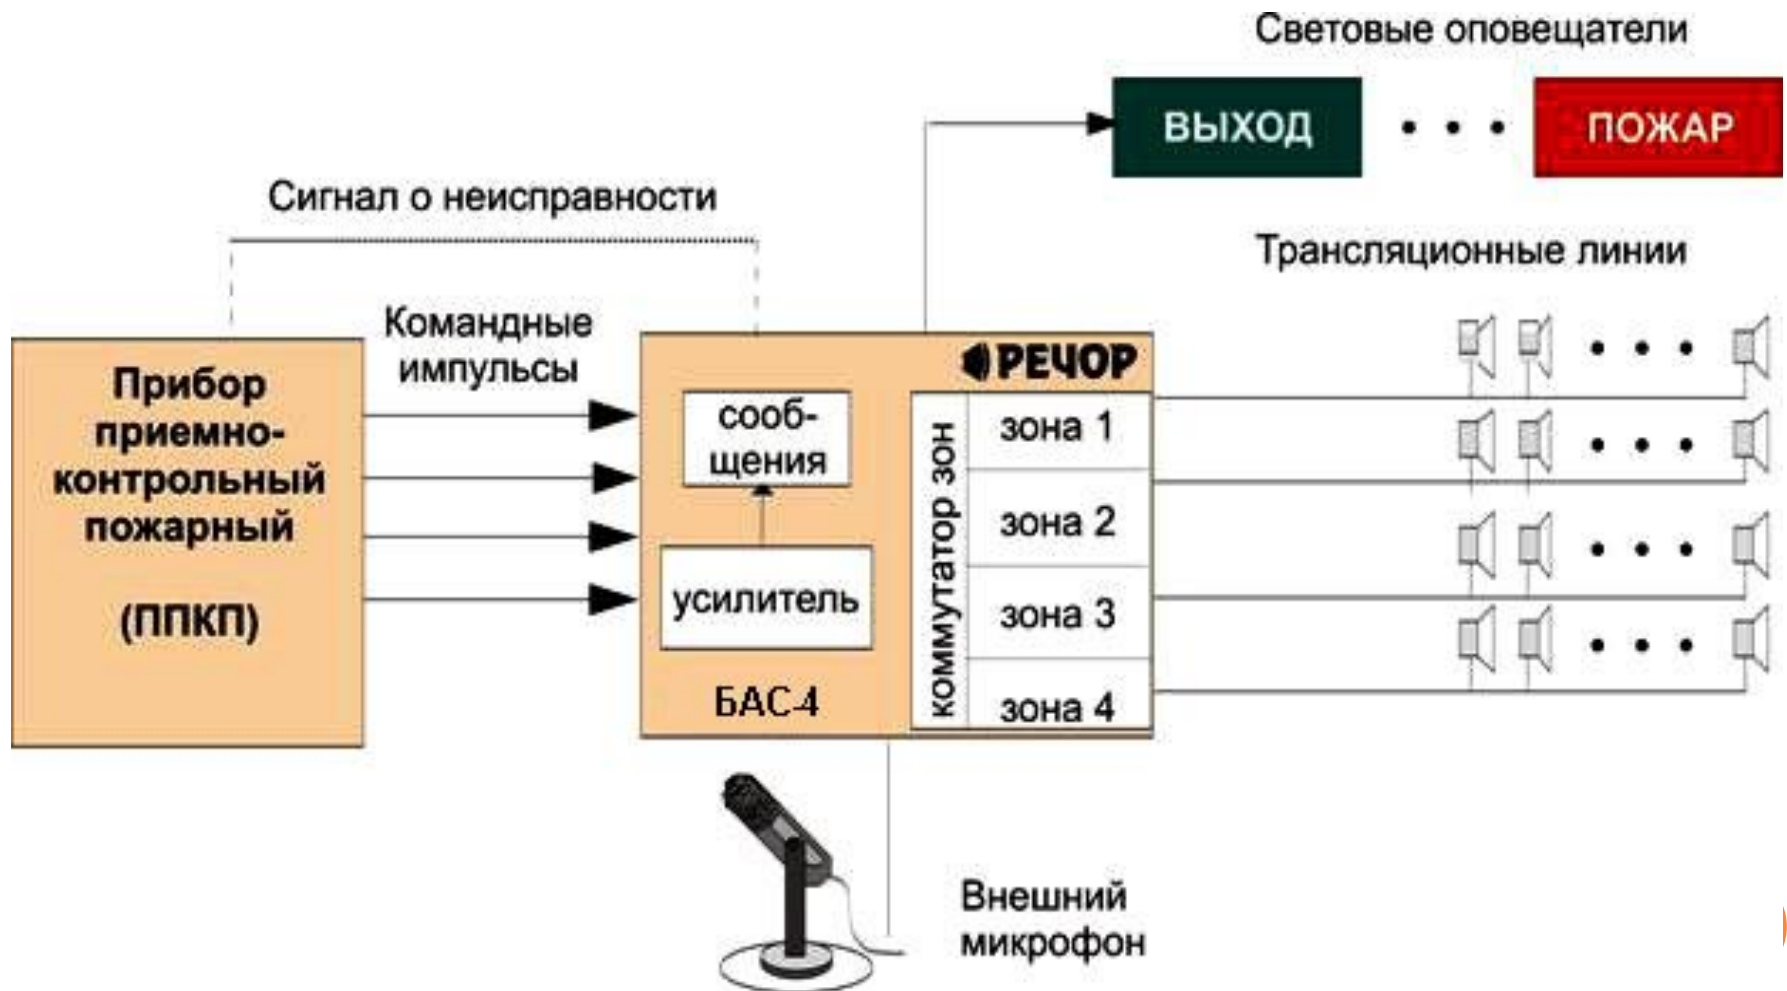 Световые оповещатели
ВЫХОД
ПОЖАР
Сигнал о неисправности
Трансляционные линии
Командные
импульсы
Прибор
приемно-
контрольный
пожарный
(ППКП)
РЕЧОР
сооб-
щения
усилитель
БАС-4
коммутатор зон
зона 1
зона 2
зона 3
зона 4
Внешний
микрофон